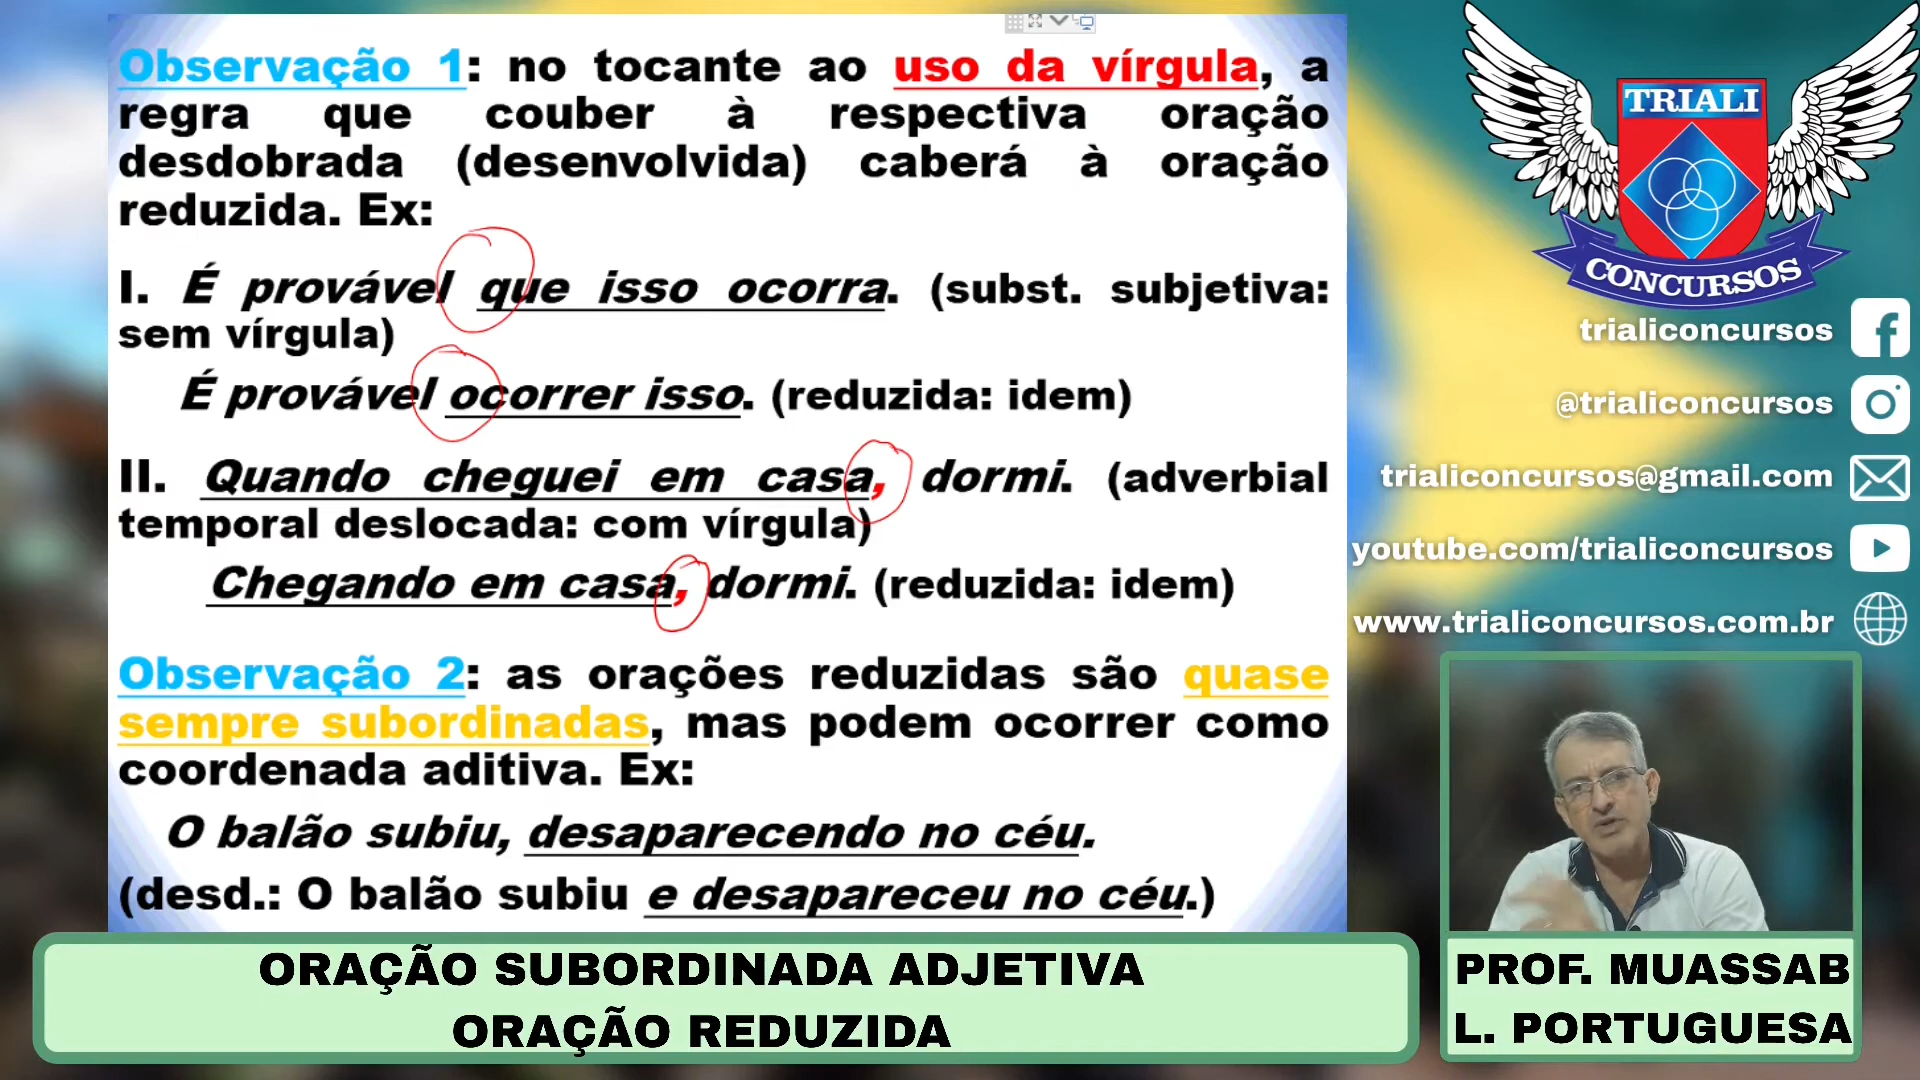 Observação 1: no tocante ao uso da vírgula, a
regra que couber à respectiva oração
desdobrada (desenvolvida) caberá à oração
reduzida. Ex:
I. É provável que isso ocorra. (subst. subjetiva:
sem vírgula)
É provável ocorrer isso. (reduzida: idem)
II. Quando cheguei em casa, dormi. (adverbial
temporal deslocada: com vírgula)
Chegando em casa, dormi. (reduzida: idem)
Observação 2: as orações reduzidas são quase
sempre subordinadas, mas podem ocorrer como
coordenada aditiva. Ex:
O balão subiu, desaparecendo no céu.
(desd.: O balão subiu e desapareceu no céu.)
TRIALI
CONCURSOS
trialiconcursos
@trialiconcursos
trialiconcursos@gmail.com
youtube.com/trialiconcursos
www.trialiconcursos.com.br
ORAÇÃO SUBORDINADA ADJETIVA
ORAÇÃO REDUZIDA
PROF. MUASSAB
L. PORTUGUESA